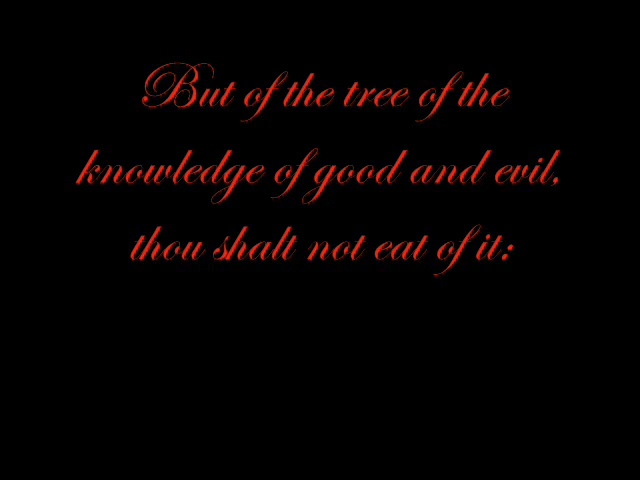 But of the tree of the
knowledge of good and evil,
thou shalt not eat of it: